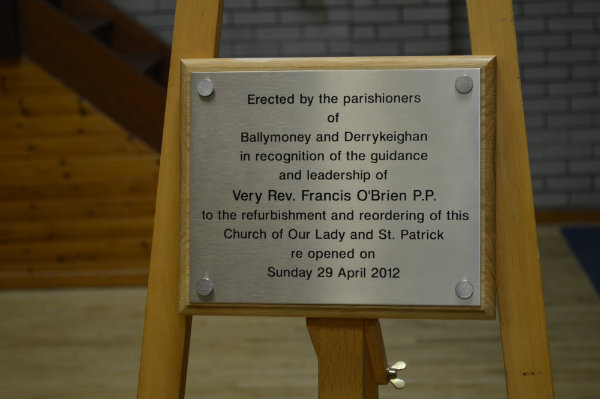 Erected by the parishioners
of
Ballymoney and Derrykeighan
in recognition of the guidance
and leadership of
Very Rev. Francis O'Brien P.P.
to the refurbishment and reordering of this
Church of Our Lady and St. Patrick
re opened on
Sunday 29 April 2012